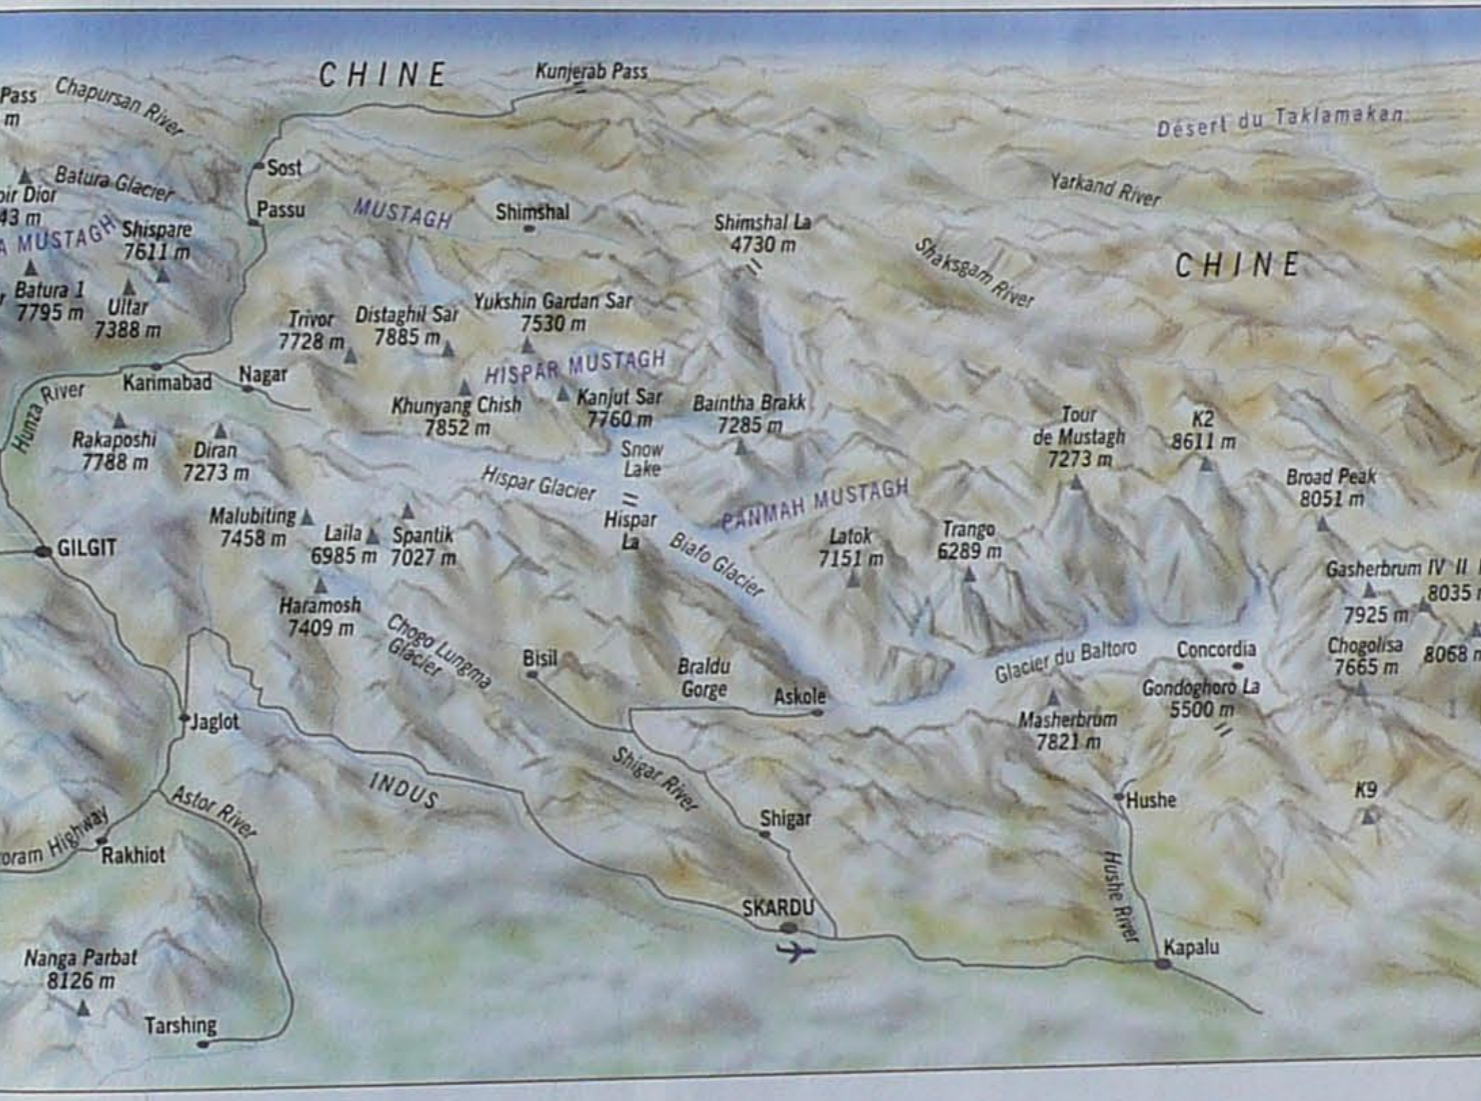 CHINE
Kunjerab Pass
Pass
m
Chapursan River
Désert du Taklamakan
Sost
Batura Glacier
Yarkand River
oir Dior
43 m
Passu
MUSTAGH
Shimshal
Shimshal La
4730 m
A MUSTAGH
Shispare
7611 m
Shaksgam River
CHINE
Batura 1
7795 m
Ultar
7388 m
Trivor
7728 m
Distaghil Sar
7885 m
Yukshin Gardan Sar
7530 m
HISPAR MUSTAGH
Hunza River
Karimabad
Nagar
Khunyang Chish
7852 m
Kanjut Sar
7760 m
Baintha Brakk
7285 m
Tour
de Mustagh
7273 m
K2
8611 m
Rakaposhi
7788 m
Diran
7273 m
Snow
Lake
Hispar Glacier
Broad Peak
8051 m
PANMAH MUSTAGH
Malubiting
7458 m
Laila
6985 m
Spantik
7027 m
Hispar
La
Biafo Glacier
Latok
7151 m
Trango
6289 m
GILGIT
Gasherbrum IV II
7925 m
8035
Haramosh
7409 m
Chogo Lungma
Glacier
Bisil
Braldu
Gorge
Askole
Glacier du Baltoro
Concordia
Chogolisa
7665 m
8068 m
Gondoghoro La
5500 m
Masherbrum
7821 m
Jaglot
Shigar River
INDUS
Astor River
oram Highway
Rakhiot
Shigar
Hushe
K9
Hushe River
SKARDU
Kapalu
Nanga Parbat
8126 m
Tarshing